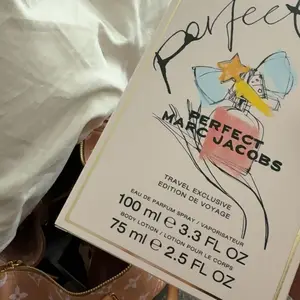 perfect
PERFECT
MARC JACOBS
TRAVEL EXCLUSIVE
EDITION DE VOYAGE
100 ml e 3.3 FL OZ
EAU DE PARFUM SPRAY / VAPORISATEUR
75 ml e 2.5 FL OZ
BODY LOTION / LOTION POUR LE CORPS